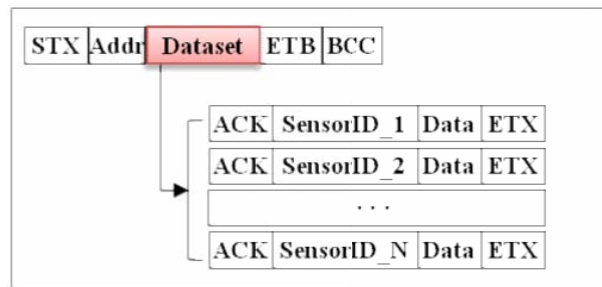 STX Addr Dataset ETB BCC
ACK SensorID_1 Data ETX
ACK SensorID_2 Data ETX
. . .
ACK SensorID_N Data ETX